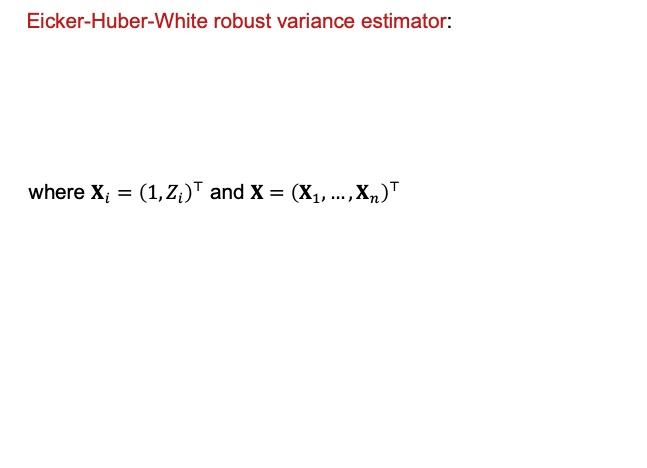 Eicker-Huber-White robust variance estimator:
where 𝐗ᵢ = (1, 𝑍ᵢ)ᵀ and 𝐗 = (𝐗₁, …, 𝐗ₙ)ᵀ